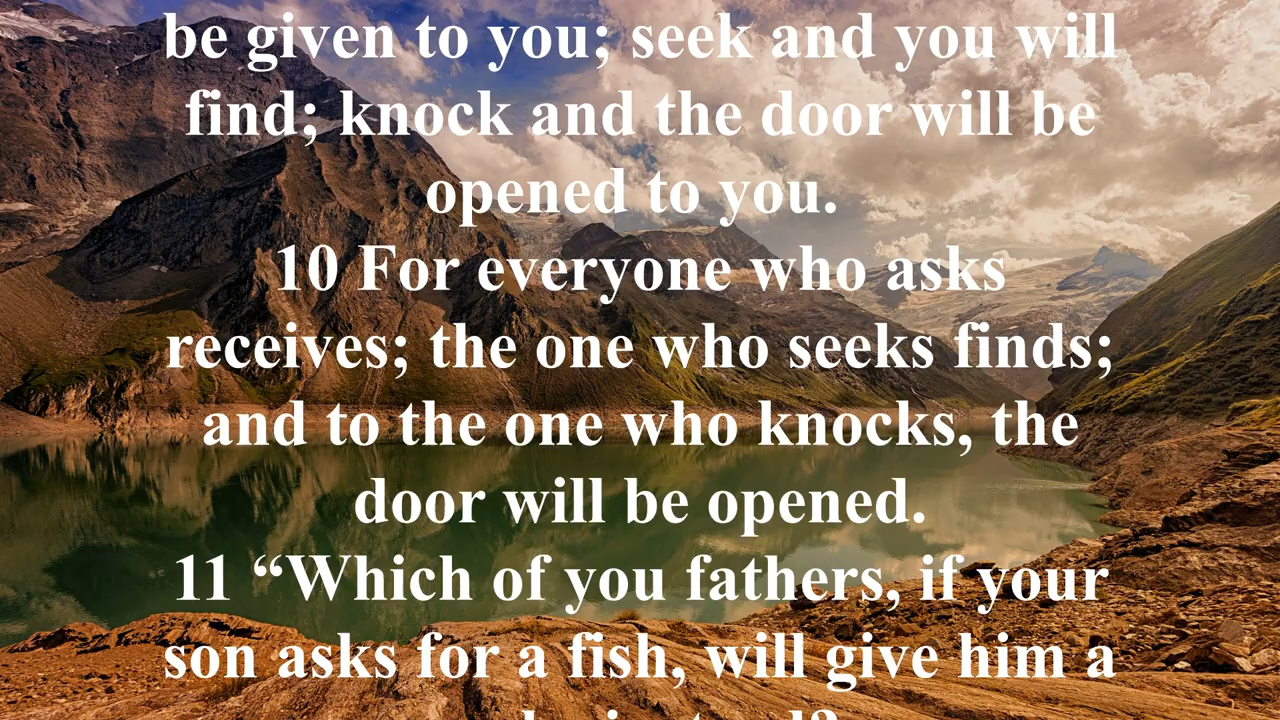 be given to you; seek and you will
find; knock and the door will be
opened to you.
10 For everyone who asks
receives; the one who seeks finds;
and to the one who knocks, the
door will be opened.
11 “Which of you fathers, if your
son asks for a fish, will give him a